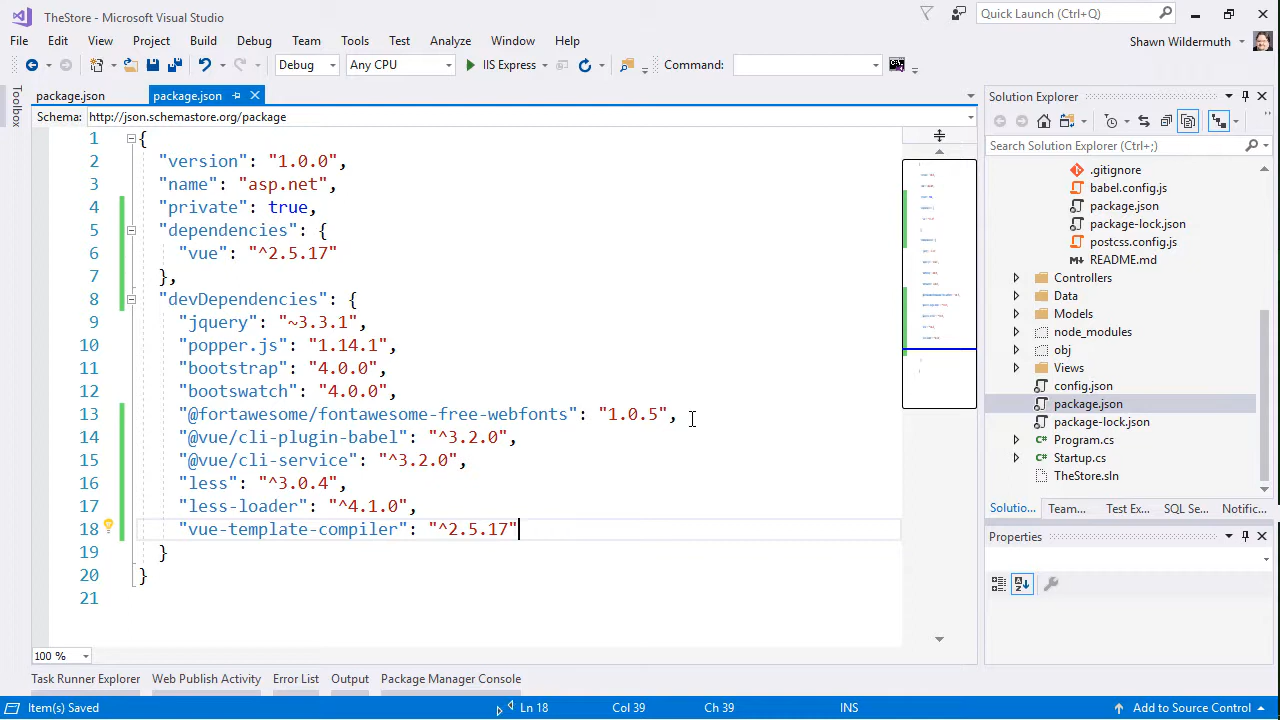 TheStore - Microsoft Visual Studio
Quick Launch (Ctrl+Q)
File Edit View Project Build Debug Team Tools Test Analyze Window Help
Shawn Wildermuth
Debug Any CPU IIS Express Command:
Toolbox
package.json package.json
Schema: http://json.schemastore.org/package
1 {
2 "version": "1.0.0",
3 "name": "asp.net",
4 "private": true,
5 "dependencies": {
6 "vue": "^2.5.17"
7 },
8 "devDependencies": {
9 "jquery": "~3.3.1",
10 "popper.js": "1.14.1",
11 "bootstrap": "4.0.0",
12 "bootswatch": "4.0.0",
13 "@fortawesome/fontawesome-free-webfonts": "1.0.5",
14 "@vue/cli-plugin-babel": "^3.2.0",
15 "@vue/cli-service": "^3.2.0",
16 "less": "^3.0.4",
17 "less-loader": "^4.1.0",
18 "vue-template-compiler": "^2.5.17"
19 }
20 }
21
100 %
Solution Explorer
Search Solution Explorer (Ctrl+;)
.gitignore
babel.config.js
package.json
package-lock.json
postcss.config.js
README.md
Controllers
Data
Models
node_modules
obj
Views
config.json
package.json
package-lock.json
Program.cs
Startup.cs
TheStore.sln
Solutio... Team... Test Ex... SQL Se... Notific...
Properties
Task Runner Explorer Web Publish Activity Error List Output Package Manager Console
Item(s) Saved Ln 18 Col 39 Ch 39 INS Add to Source Control